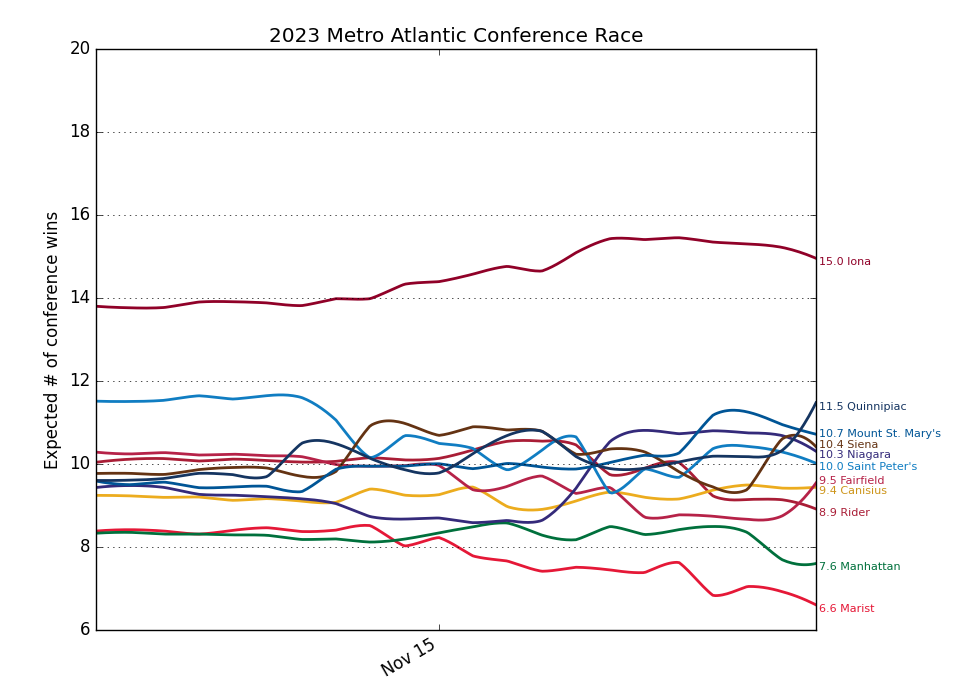 2023 Metro Atlantic Conference Race
Expected # of conference wins
20
18
16
14
12
10
8
6
Nov 15
15.0 Iona
11.5 Quinnipiac
10.7 Mount St. Mary's
10.4 Siena
10.3 Niagara
10.0 Saint Peter's
9.5 Fairfield
9.4 Canisius
8.9 Rider
7.6 Manhattan
6.6 Marist